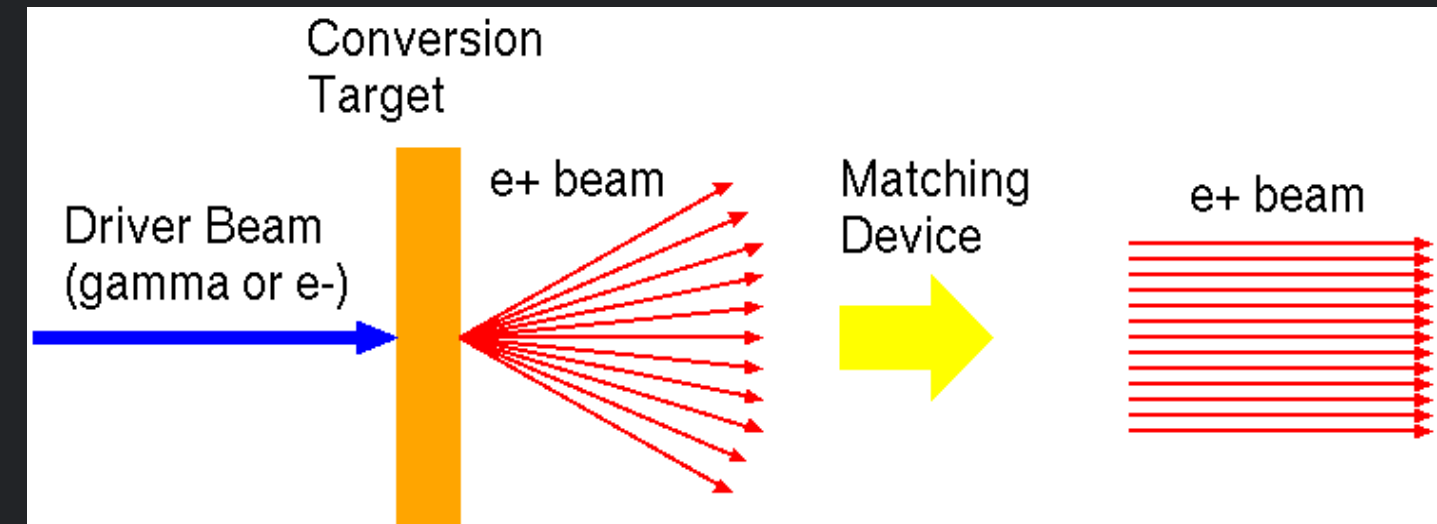 Conversion
Target
e+ beam
Matching
Device
e+ beam
Driver Beam
(gamma or e-)